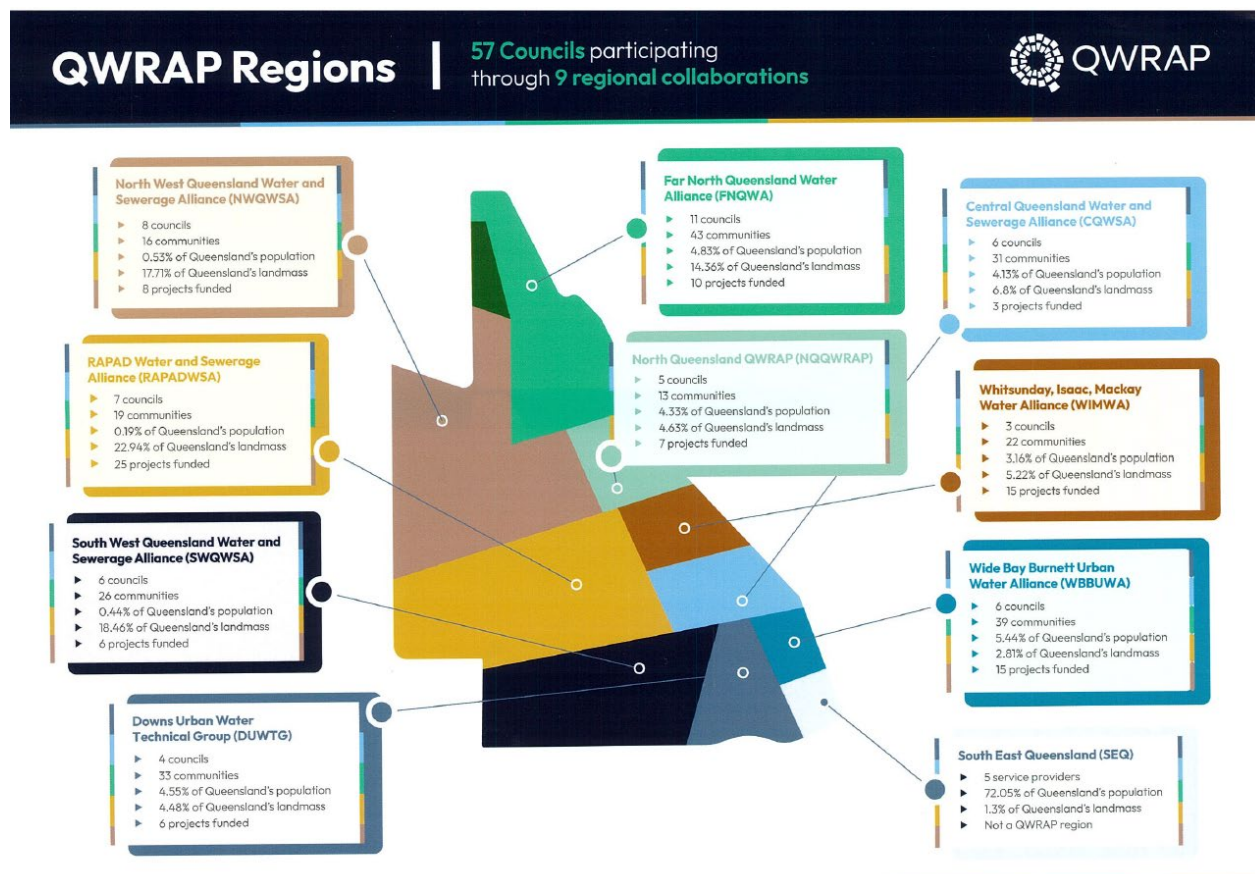 QWRAP Regions
57 Councils participating
through 9 regional collaborations
QWRAP
North West Queensland Water and
Sewerage Alliance (NWQWSA)
8 councils
16 communities
0.53% of Queensland's population
17.71% of Queensland's landmass
8 projects funded
Far North Queensland Water
Alliance (FNQWA)
11 councils
43 communities
4.83% of Queensland's population
14.36% of Queensland's landmass
10 projects funded
Central Queensland Water and
Sewerage Alliance (CQWSA)
6 councils
31 communities
4.13% of Queensland's population
6.8% of Queensland's landmass
3 projects funded
RAPAD Water and Sewerage
Alliance (RAPADWSA)
7 councils
19 communities
0.19% of Queensland's population
22.94% of Queensland's landmass
25 projects funded
North Queensland QWRAP (NQQWRAP)
5 councils
13 communities
4.33% of Queensland's population
4.63% of Queensland's landmass
7 projects funded
Whitsunday, Isaac, Mackay
Water Alliance (WIMWA)
3 councils
22 communities
3.16% of Queensland's population
5.22% of Queensland's landmass
15 projects funded
South West Queensland Water and
Sewerage Alliance (SWQWSA)
6 councils
26 communities
0.44% of Queensland's population
18.46% of Queensland's landmass
6 projects funded
Wide Bay Burnett Urban
Water Alliance (WBBUWA)
6 councils
39 communities
5.44% of Queensland's population
2.81% of Queensland's landmass
15 projects funded
Downs Urban Water
Technical Group (DUWTG)
4 councils
33 communities
4.55% of Queensland's population
4.48% of Queensland's landmass
6 projects funded
South East Queensland (SEQ)
5 service providers
72.05% of Queensland's population
1.3% of Queensland's landmass
Not a QWRAP region